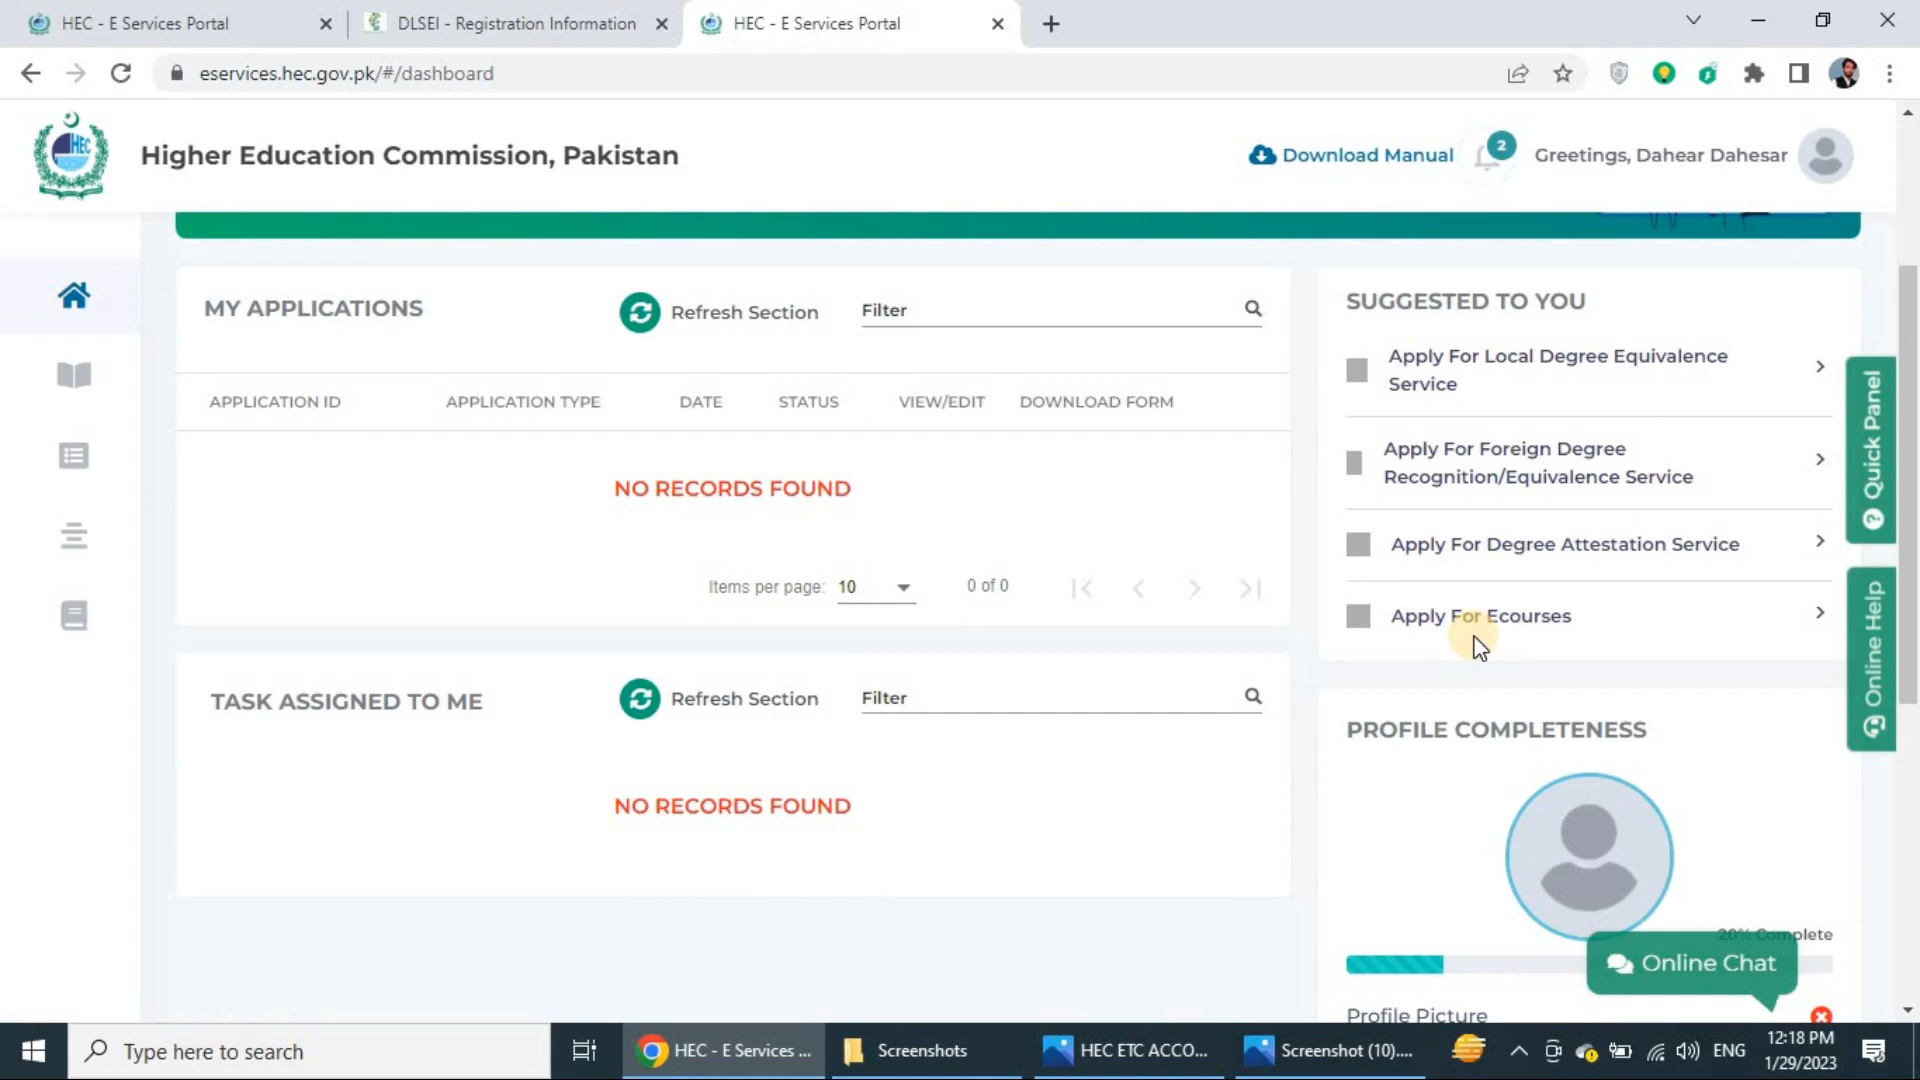 HEC - E Services Portal
DLSEI - Registration Information
HEC - E Services Portal
eservices.hec.gov.pk/#/dashboard
HEC
Higher Education Commission, Pakistan
Download Manual
2
Greetings, Dahear Dahesar
MY APPLICATIONS
Refresh Section
Filter
APPLICATION ID
APPLICATION TYPE
DATE
STATUS
VIEW/EDIT
DOWNLOAD FORM
NO RECORDS FOUND
Items per page:
10
0 of 0
TASK ASSIGNED TO ME
Refresh Section
Filter
NO RECORDS FOUND
SUGGESTED TO YOU
Apply For Local Degree Equivalence
Service
Apply For Foreign Degree
Recognition/Equivalence Service
Apply For Degree Attestation Service
Apply For Ecourses
PROFILE COMPLETENESS
20% Complete
Profile Picture
Quick Panel
Online Help
Online Chat
Type here to search
HEC - E Services ...
Screenshots
HEC ETC ACCO...
Screenshot (10)....
ENG
12:18 PM
1/29/2023